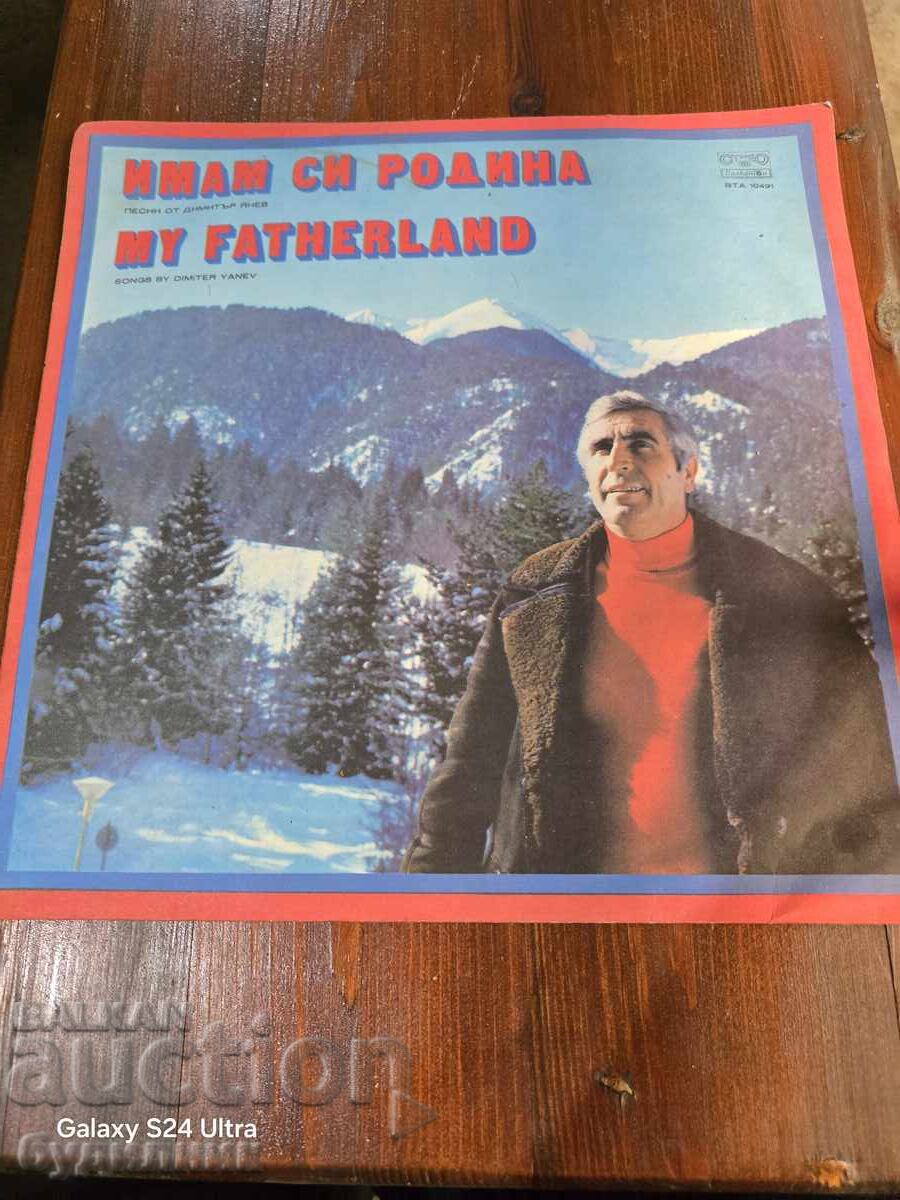 ИМАМ СИ РОДИНА
ПЕСНИ ОТ ДИМИТЪР ЯНЕВ
MY FATHERLAND
SONGS BY DIMITER YANEV
Балкантон
ВТА 10491
BALKAN
auction
Galaxy S24 Ultra